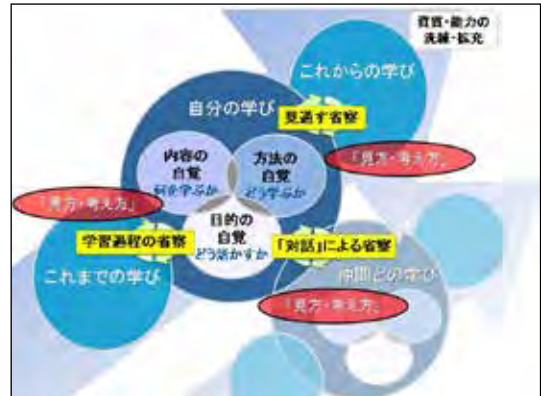 資質・能力の
洗練・拡充
これからの学び
自分の学び
見通す省察
「見方・考え方」
内容の
自覚
何を学ぶか
方法の
自覚
どう学ぶか
「見方・考え方」
目的の
自覚
どう活かすか
学習過程の省察
「対話」による省察
これまでの学び
仲間との学び
「見方・考え方」